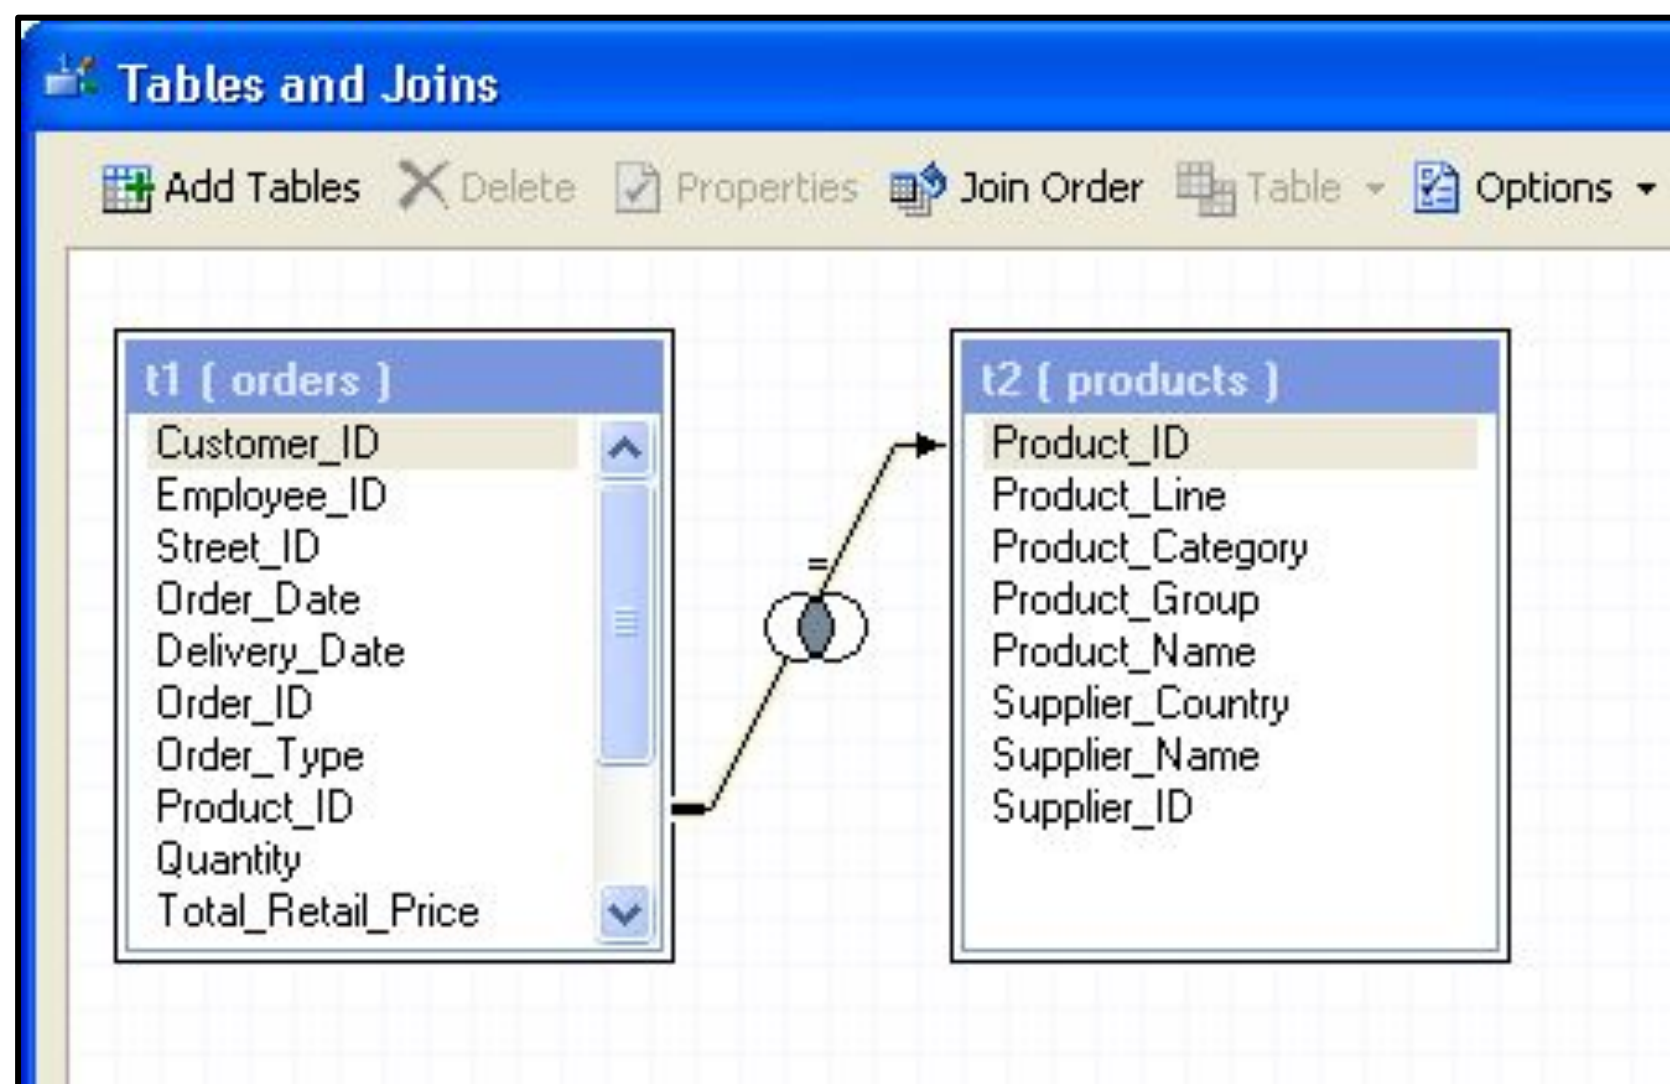 Tables and Joins
Add Tables Delete Properties Join Order Table Options
t1 ( orders )
Customer_ID
Employee_ID
Street_ID
Order_Date
Delivery_Date
Order_ID
Order_Type
Product_ID
Quantity
Total_Retail_Price
=
t2 ( products )
Product_ID
Product_Line
Product_Category
Product_Group
Product_Name
Supplier_Country
Supplier_Name
Supplier_ID